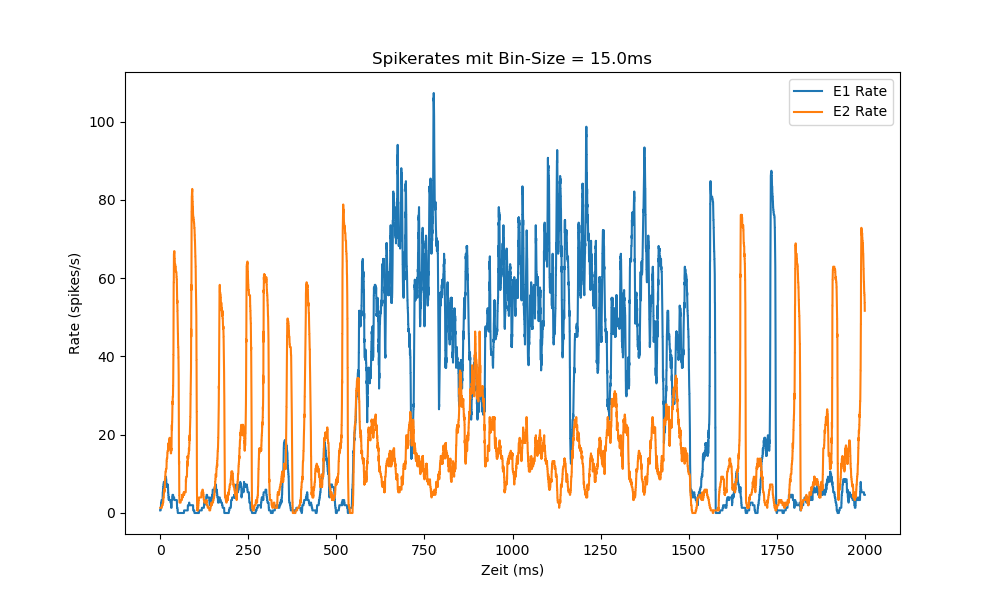 Spikerates mit Bin-Size = 15.0ms
E1 Rate
E2 Rate
Rate (spikes/s)
100
80
60
40
20
0
0 250 500 750 1000 1250 1500 1750 2000
Zeit (ms)